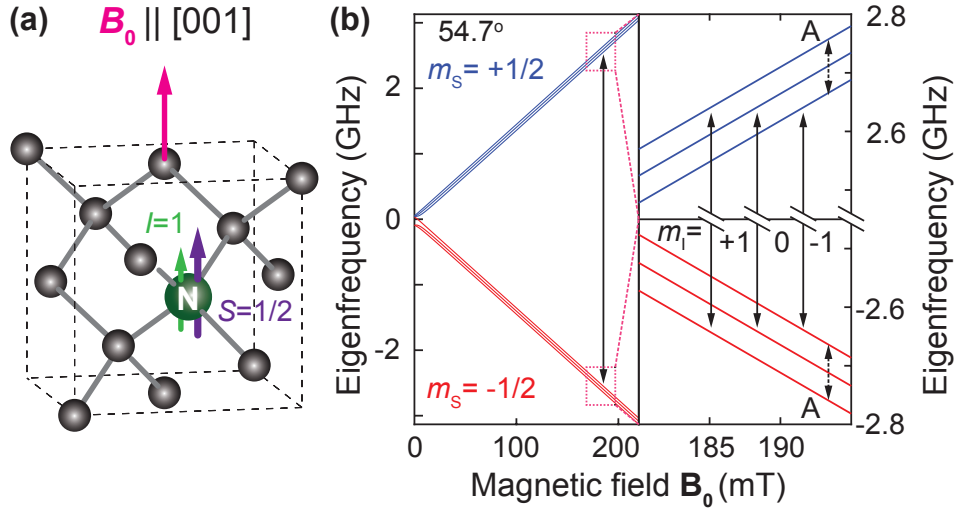 (a)
B₀ || [001]
I=1
N
S=1/2
(b)
54.7º
mS= +1/2
mS= -1/2
A
mI= +1 0 -1
A
Eigenfrequency (GHz)
2
0
-2
0
100
200
185
190
2.8
2.6
-2.6
-2.8
Eigenfrequency (GHz)
Magnetic field B₀ (mT)